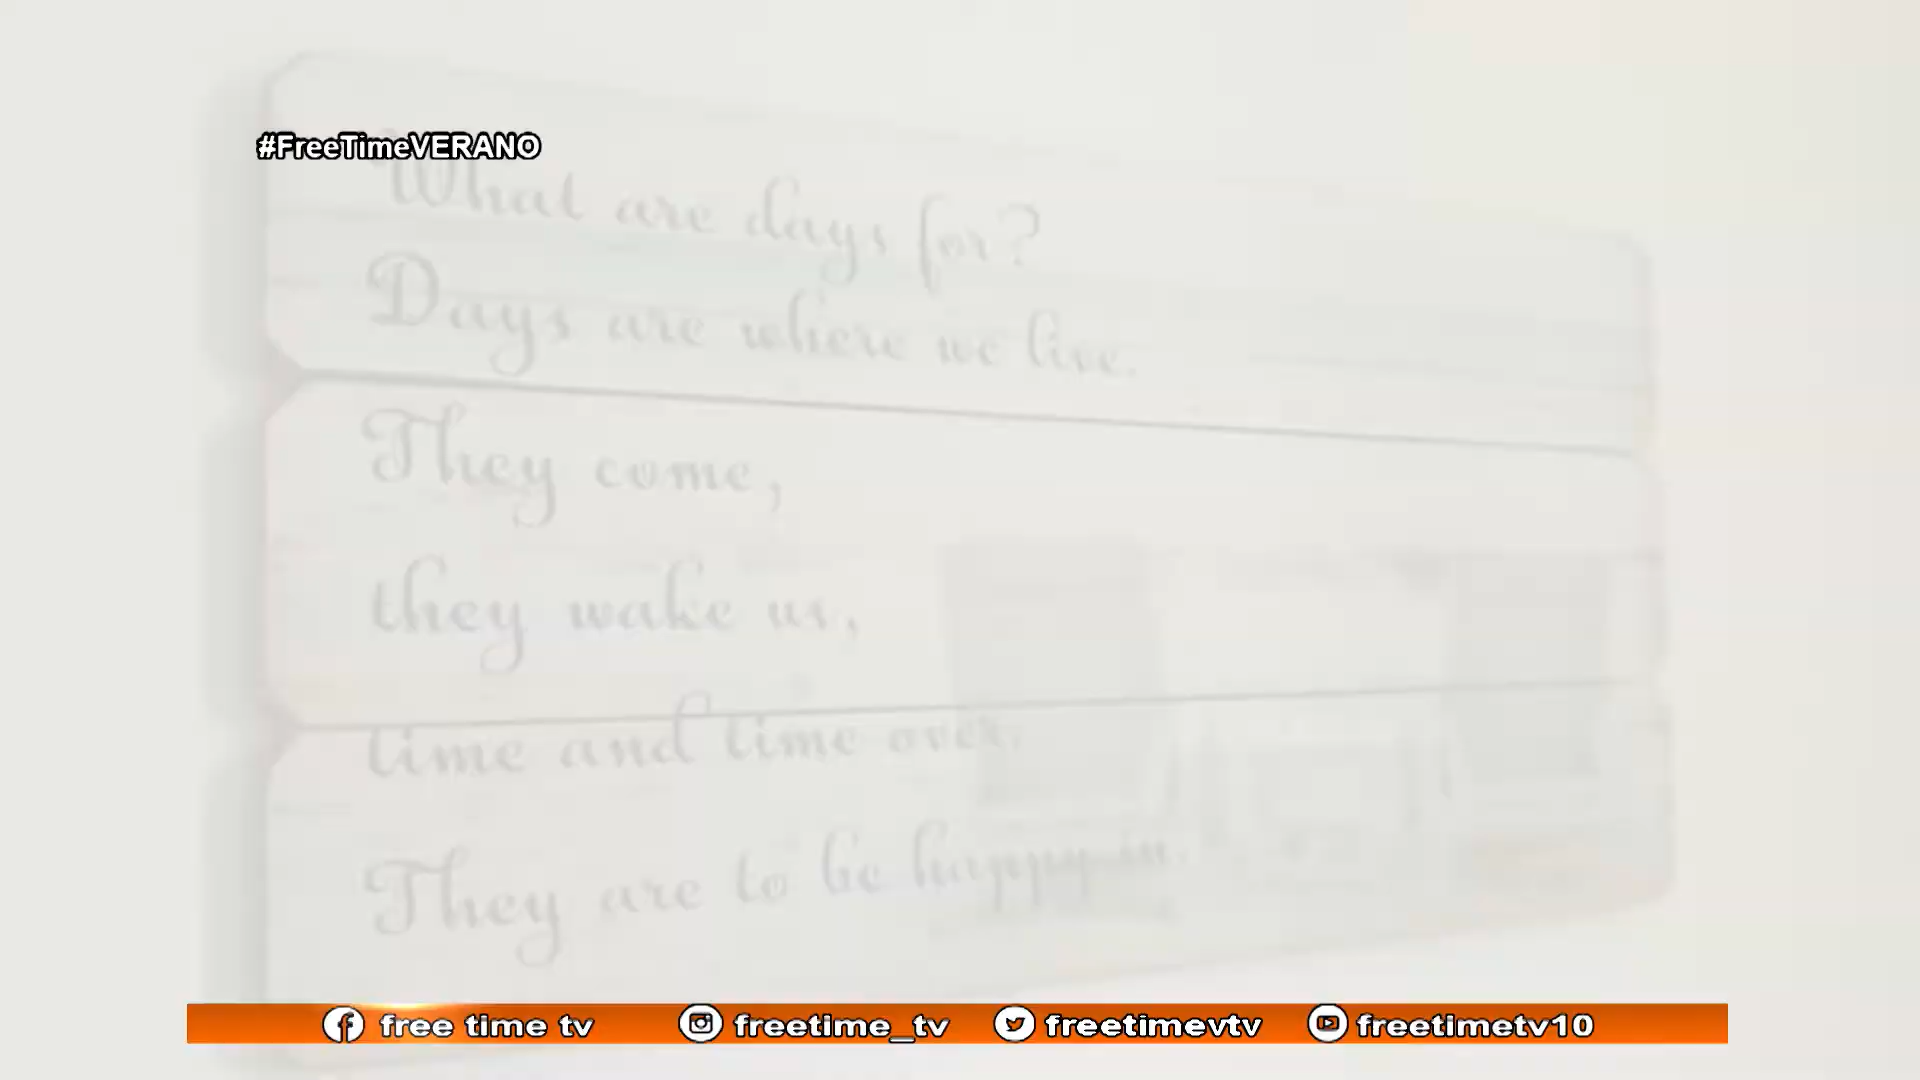 #FreeTimeVERANO
What are days for?
Days are where we live.
They come,
they wake us,
time and time over.
They are to be happy in.
free time tv freetime_tv freetimevtv freetimetv10